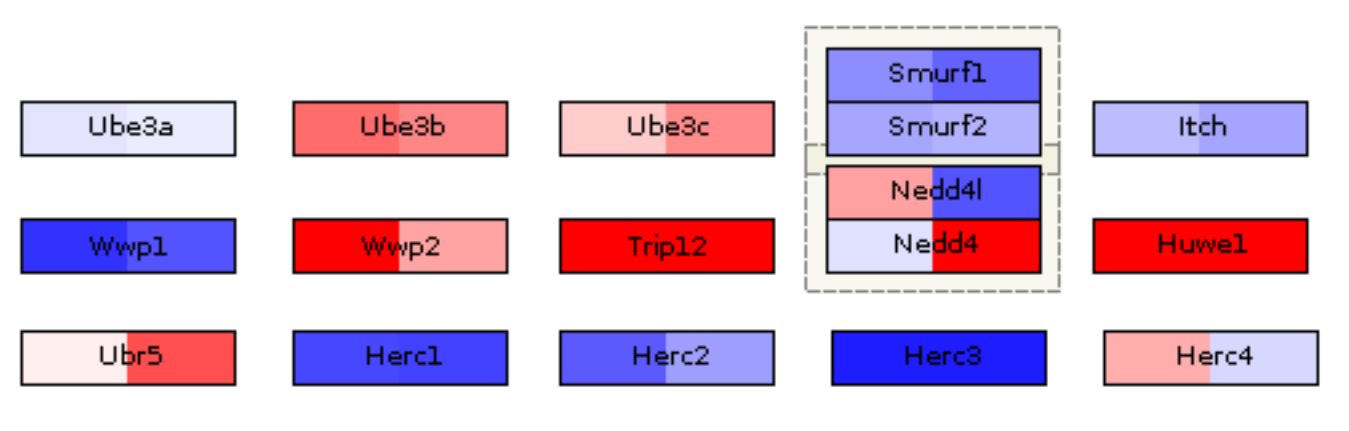 Smurf1
Ube3a
Ube3b
Ube3c
Smurf2
Itch
Nedd4l
Wwp1
Wwp2
Trip12
Nedd4
Huwe1
Ubr5
Herc1
Herc2
Herc3
Herc4